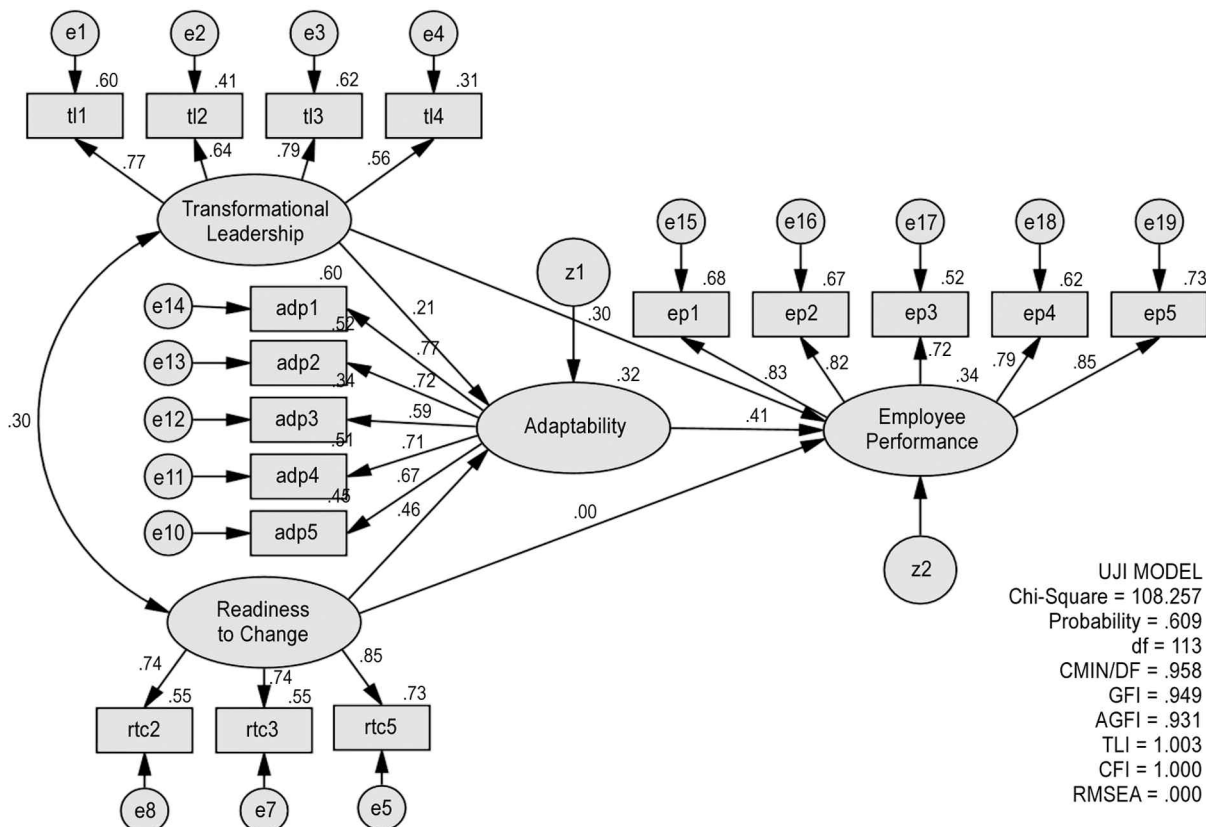 e1
e2
e3
e4
.60
.41
.62
.31
tl1
tl2
tl3
tl4
.77
.64
.79
.56
Transformational
Leadership
e15
e16
e17
e18
e19
.68
.67
.52
.62
.73
ep1
ep2
ep3
ep4
ep5
.83
.82
.72
.79
.85
z1
.60
e14
adp1
.52
e13
adp2
.34
e12
adp3
.51
e11
adp4
.45
e10
adp5
.21
.77
.72
.59
.71
.67
.46
.30
.30
.32
Adaptability
.41
.34
Employee
Performance
.00
z2
Readiness
to Change
.74
.74
.85
.55
.55
.73
rtc2
rtc3
rtc5
e8
e7
e5
UJI MODEL
Chi-Square = 108.257
Probability = .609
df = 113
CMIN/DF = .958
GFI = .949
AGFI = .931
TLI = 1.003
CFI = 1.000
RMSEA = .000